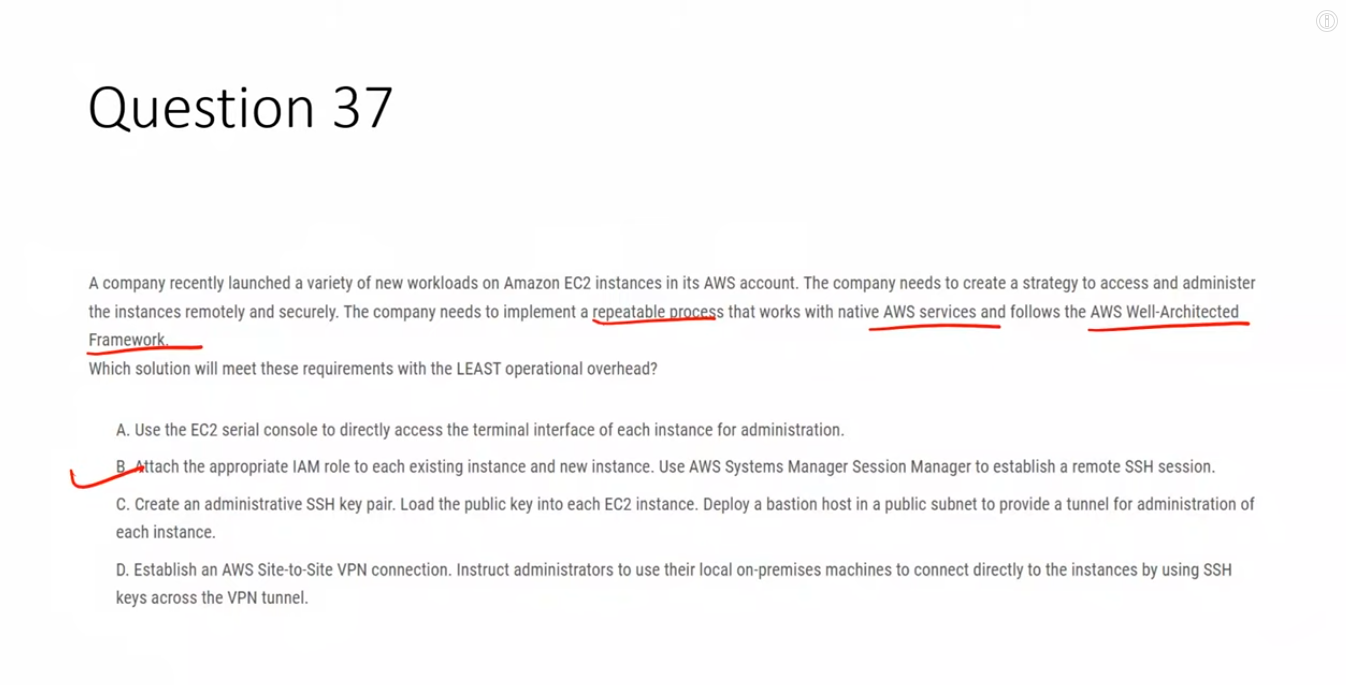 Question 37
A company recently launched a variety of new workloads on Amazon EC2 instances in its AWS account. The company needs to create a strategy to access and administer
the instances remotely and securely. The company needs to implement a repeatable process that works with native AWS services and follows the AWS Well-Architected
Framework.
Which solution will meet these requirements with the LEAST operational overhead?
A. Use the EC2 serial console to directly access the terminal interface of each instance for administration.
B. Attach the appropriate IAM role to each existing instance and new instance. Use AWS Systems Manager Session Manager to establish a remote SSH session.
C. Create an administrative SSH key pair. Load the public key into each EC2 instance. Deploy a bastion host in a public subnet to provide a tunnel for administration of
each instance.
D. Establish an AWS Site-to-Site VPN connection. Instruct administrators to use their local on-premises machines to connect directly to the instances by using SSH
keys across the VPN tunnel.